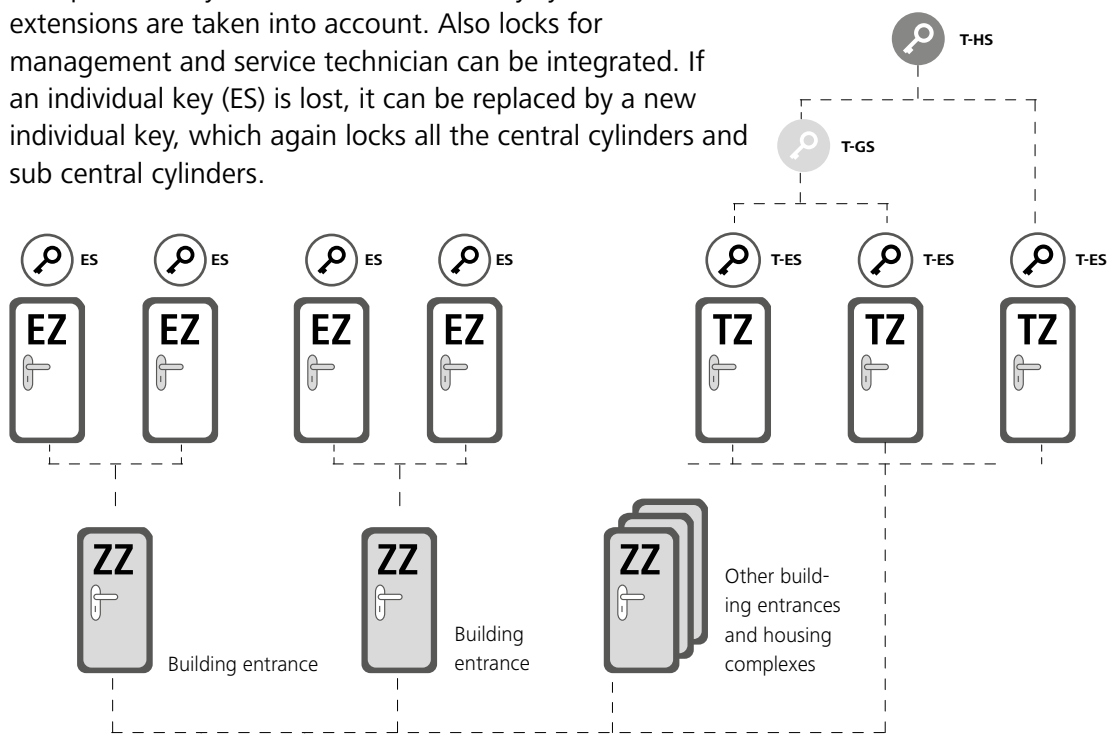 extensions are taken into account. Also locks for
management and service technician can be integrated. If
an individual key (ES) is lost, it can be replaced by a new
individual key, which again locks all the central cylinders and
sub central cylinders.
T-HS
T-GS
ES
ES
ES
ES
T-ES
T-ES
T-ES
EZ
EZ
EZ
EZ
TZ
TZ
TZ
ZZ
Building entrance
ZZ
Building
entrance
ZZ
Other build-
ing entrances
and housing
complexes